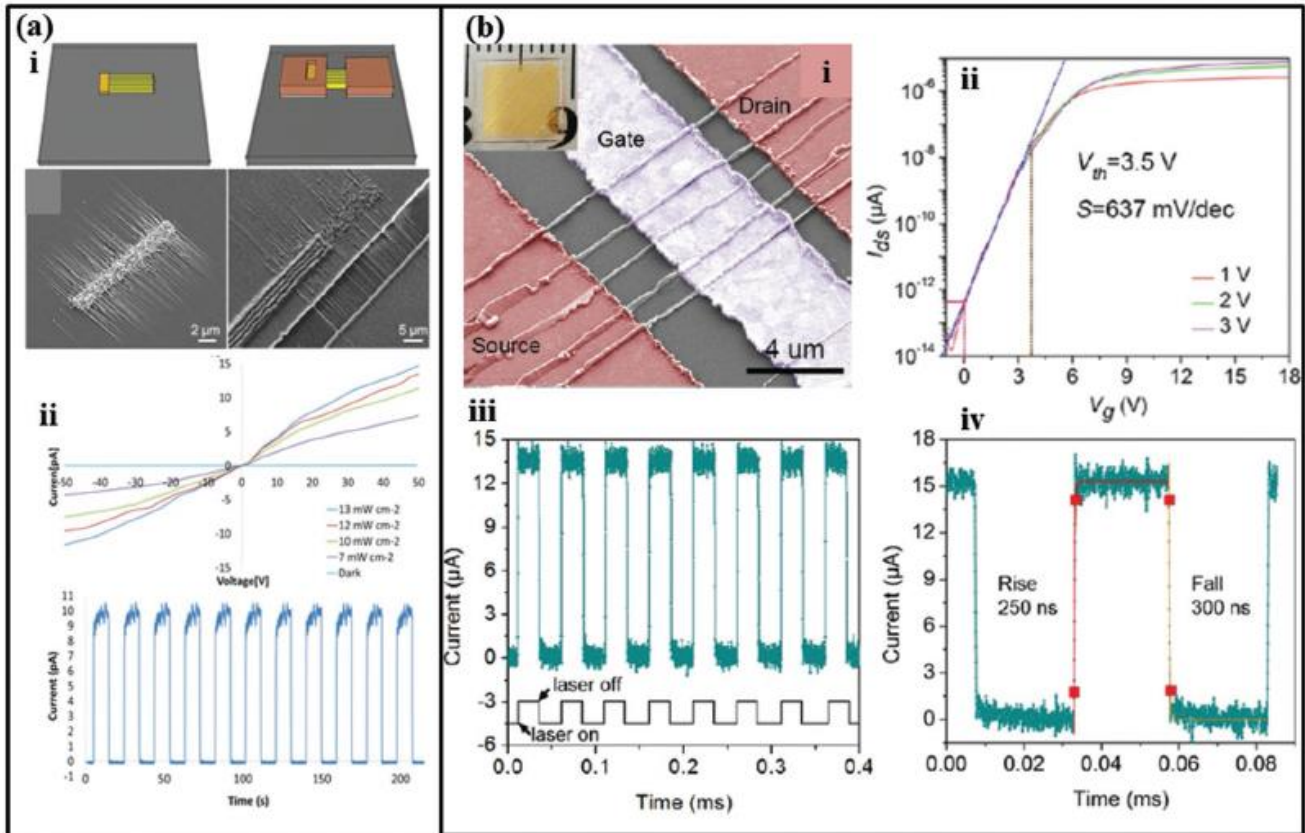 (a)
i
2 µm
5 µm
ii
15
10
5
0
-5
-10
-15
-50 -40 -30 -20 -10 0 10 20 30 40 50
Curren[pA]
Voltage[V]
13 mW cm-2
12 mW cm-2
10 mW cm-2
7 mW cm-2
Dark
11
10
9
8
7
6
5
4
3
2
1
0
-1
Current (pA)
0 50 100 150 200
Time (s)
(b)
i
8 9
Drain
Gate
Source
4 um
ii
10⁻⁶
10⁻⁸
10⁻¹⁰
10⁻¹²
10⁻¹⁴
I_ds (µA)
V_th=3.5 V
S=637 mV/dec
1 V
2 V
3 V
0 3 6 9 12 15 18
V_g (V)
iii
15
12
9
6
3
0
-3
-6
Current (µA)
laser off
laser on
0.0 0.1 0.2 0.3 0.4
Time (ms)
iv
18
15
12
9
6
3
0
Current (µA)
Rise
250 ns
Fall
300 ns
0.00 0.02 0.04 0.06 0.08
Time (ms)